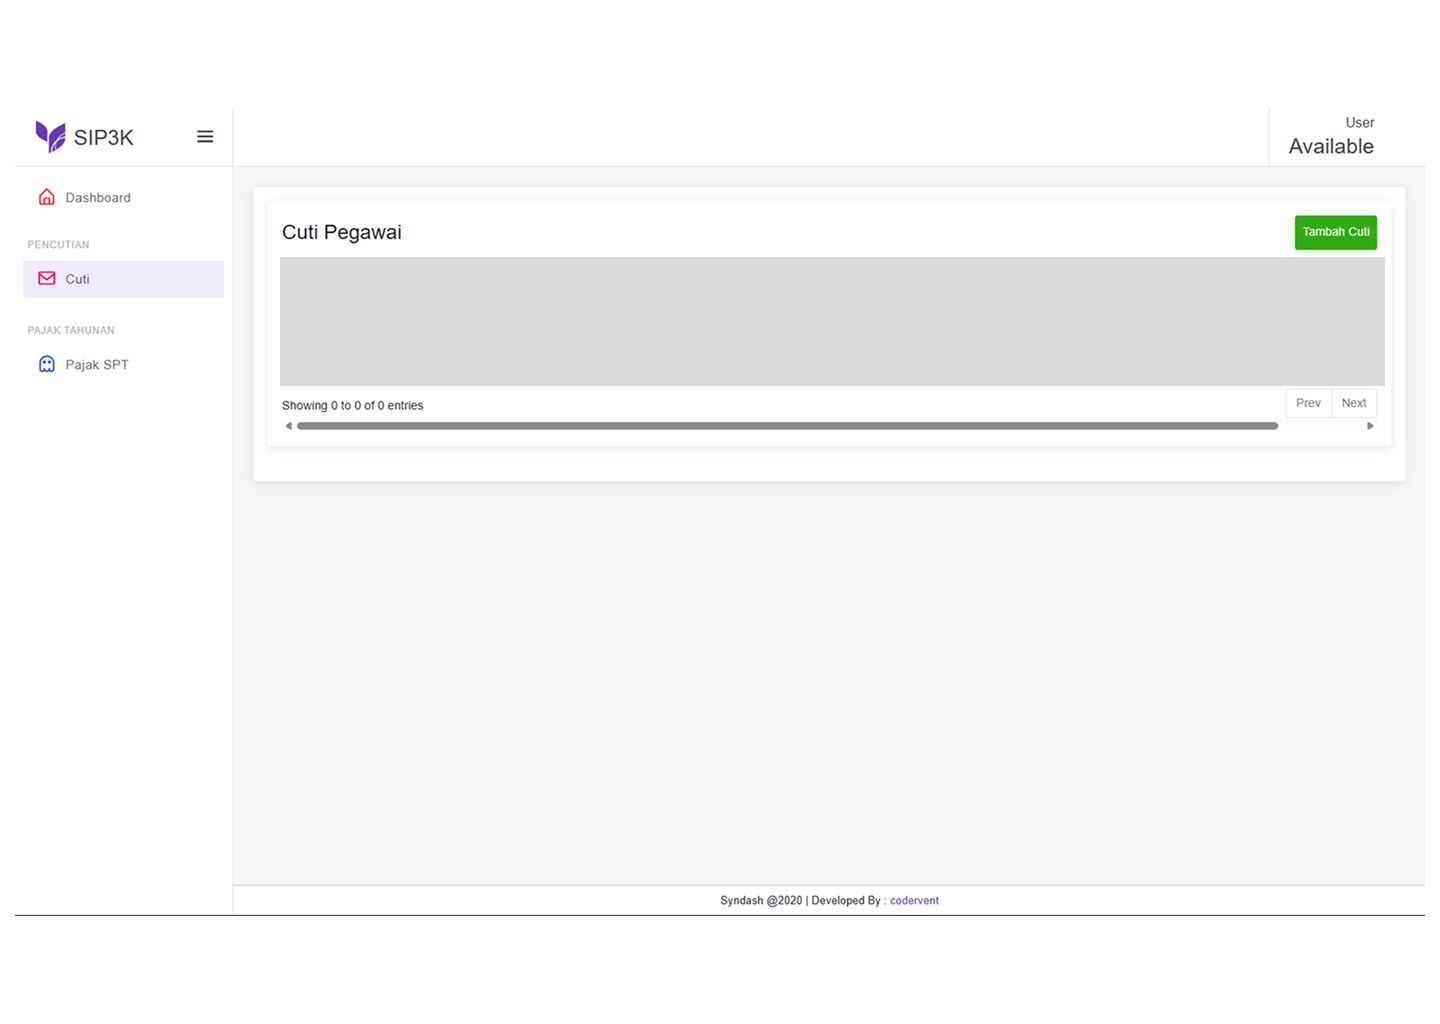 SIP3K
User
Available
Dashboard
PENCUTIAN
Cuti
PAJAK TAHUNAN
Pajak SPT
Cuti Pegawai
Tambah Cuti
Showing 0 to 0 of 0 entries
Prev
Next
Syndash @2020 | Developed By : codervent